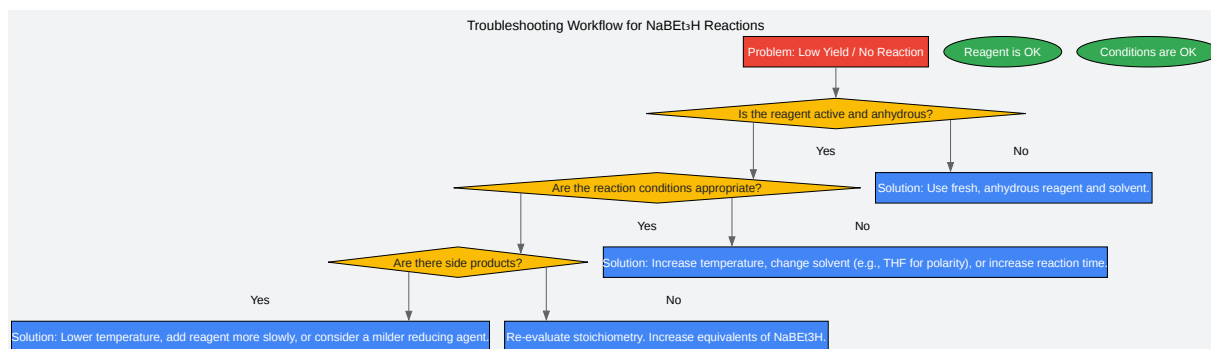 Troubleshooting Workflow for NaBEt₃H Reactions
Problem: Low Yield / No Reaction
Reagent is OK
Conditions are OK
Is the reagent active and anhydrous?
Yes
No
Are the reaction conditions appropriate?
Solution: Use fresh, anhydrous reagent and solvent.
Yes
No
Are there side products?
Solution: Increase temperature, change solvent (e.g., THF for polarity), or increase reaction time.
Yes
No
Solution: Lower temperature, add reagent more slowly, or consider a milder reducing agent.
Re-evaluate stoichiometry. Increase equivalents of NaBEt3H.